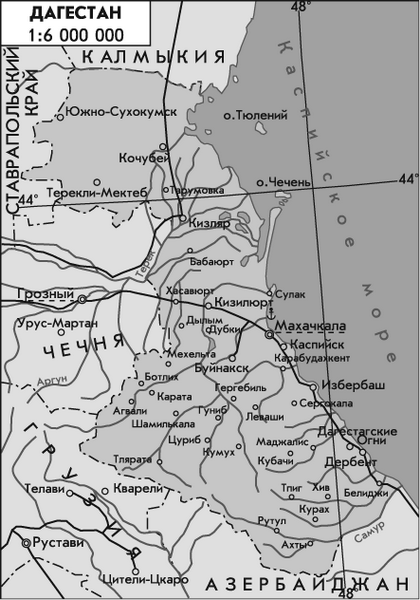 ДАГЕСТАН
1:6 000 000
48°
КАЛМЫКИЯ
СТАВРАПОЛЬСКИЙ
КРАЙ
Каспийское море
Южно-Сухокумск
о.Тюлений
Кочубей
о.Чечень
Терекли-Мектеб
Тарумовка
44°
44°
Кизляр
Терек
Бабаюрт
Грозный
Хасавюрт
Сулак
Кизилюрт
Урус-Мартан
Дылым
Дубки
Махачкала
ЧЕЧНЯ
Каспийск
Карабудахкент
Мехельта
Буйнакск
Аргун
Ботлих
Гергебиль
Избербаш
Карата
Агвали
Шамилькала
Гуниб
Леваши
Сергокала
ГРУЗИЯ
Цуриб
Кумух
Маджалис
Дагестагские
Огни
Тлярата
Кубачи
Дербент
Телави
Кварели
Тпиг
Хив
Белиджи
Курах
Рустави
Рутул
Самур
Ахты
Цители-Цкаро
АЗЕРБАЙДЖАН
48°